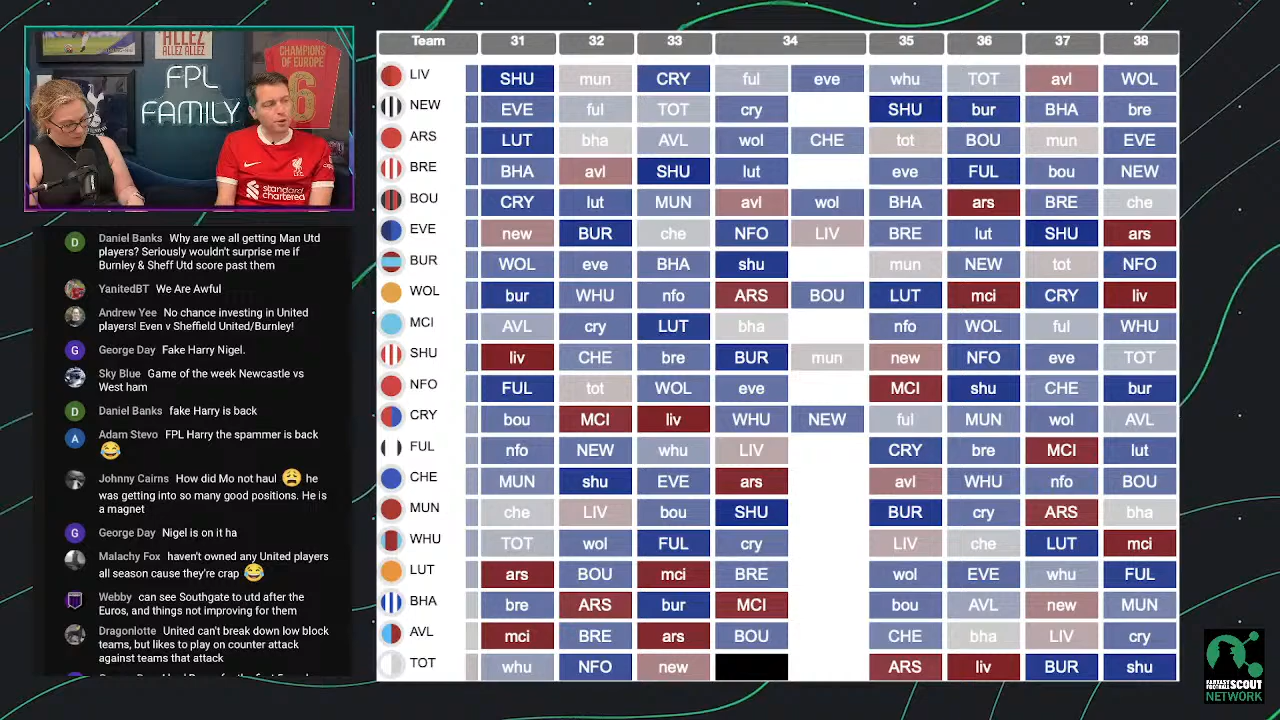 ALLEZ
ALLEZ ALLEZ
FPL
FAMILY
CHAMPIONS
OF EUROPE
6
standard
chartered
Daniel Banks Why are we all getting Man Utd
players? Seriously wouldn't surprise me if
Burnley & Sheff Utd score past them
YanitedBT We Are Awful
Andrew Yee No chance investing in United
players! Even v Sheffield United/Burnley!
George Day Fake Harry Nigel.
Sky Blue Game of the week Newcastle vs
West ham
Daniel Banks fake Harry is back
Adam Stevo FPL Harry the spammer is back
😂
Johnny Cairns How did Mo not haul 😩 he
was getting into so many good positions. He is
a magnet
George Day Nigel is on it ha
Malachy Fox haven't owned any United players
all season cause they're crap 😂
Webby can see Southgate to utd after the
Euros, and things not improving for them
Dragonlotte United can't break down low block
teams, but likes to play on counter attack
against teams that attack
Team 31 32 33 34 35 36 37 38
LIV SHU mun CRY ful eve whu TOT avl WOL
NEW EVE ful TOT cry SHU bur BHA bre
ARS LUT bha AVL wol CHE tot BOU mun EVE
BRE BHA avl SHU lut eve FUL bou NEW
BOU CRY lut MUN avl wol BHA ars BRE che
EVE new BUR che NFO LIV BRE lut SHU ars
BUR WOL eve BHA shu mun NEW tot NFO
WOL bur WHU nfo ARS BOU LUT mci CRY liv
MCI AVL cry LUT bha nfo WOL ful WHU
SHU liv CHE bre BUR mun new NFO eve TOT
NFO FUL tot WOL eve MCI shu CHE bur
CRY bou MCI liv WHU NEW ful MUN wol AVL
FUL nfo NEW whu LIV CRY bre MCI lut
CHE MUN shu EVE ars avl WHU nfo BOU
MUN che LIV bou SHU BUR cry ARS bha
WHU TOT wol FUL cry LIV che LUT mci
LUT ars BOU mci BRE wol EVE whu FUL
BHA bre ARS bur MCI bou AVL new MUN
AVL mci BRE ars BOU CHE bha LIV cry
TOT whu NFO new ARS liv BUR shu
FANTASY
FOOTBALL SCOUT
NETWORK